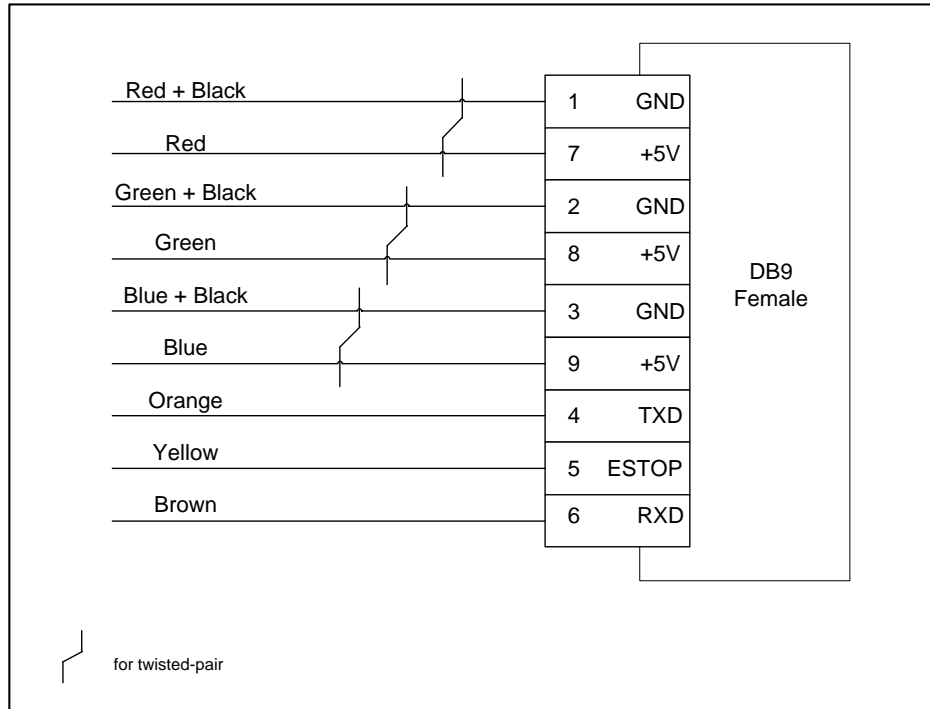 Red + Black
1 GND
Red
7 +5V
Green + Black
2 GND
Green
8 +5V
Blue + Black
3 GND
Blue
9 +5V
Orange
4 TXD
Yellow
5 ESTOP
Brown
6 RXD
DB9
Female
for twisted-pair